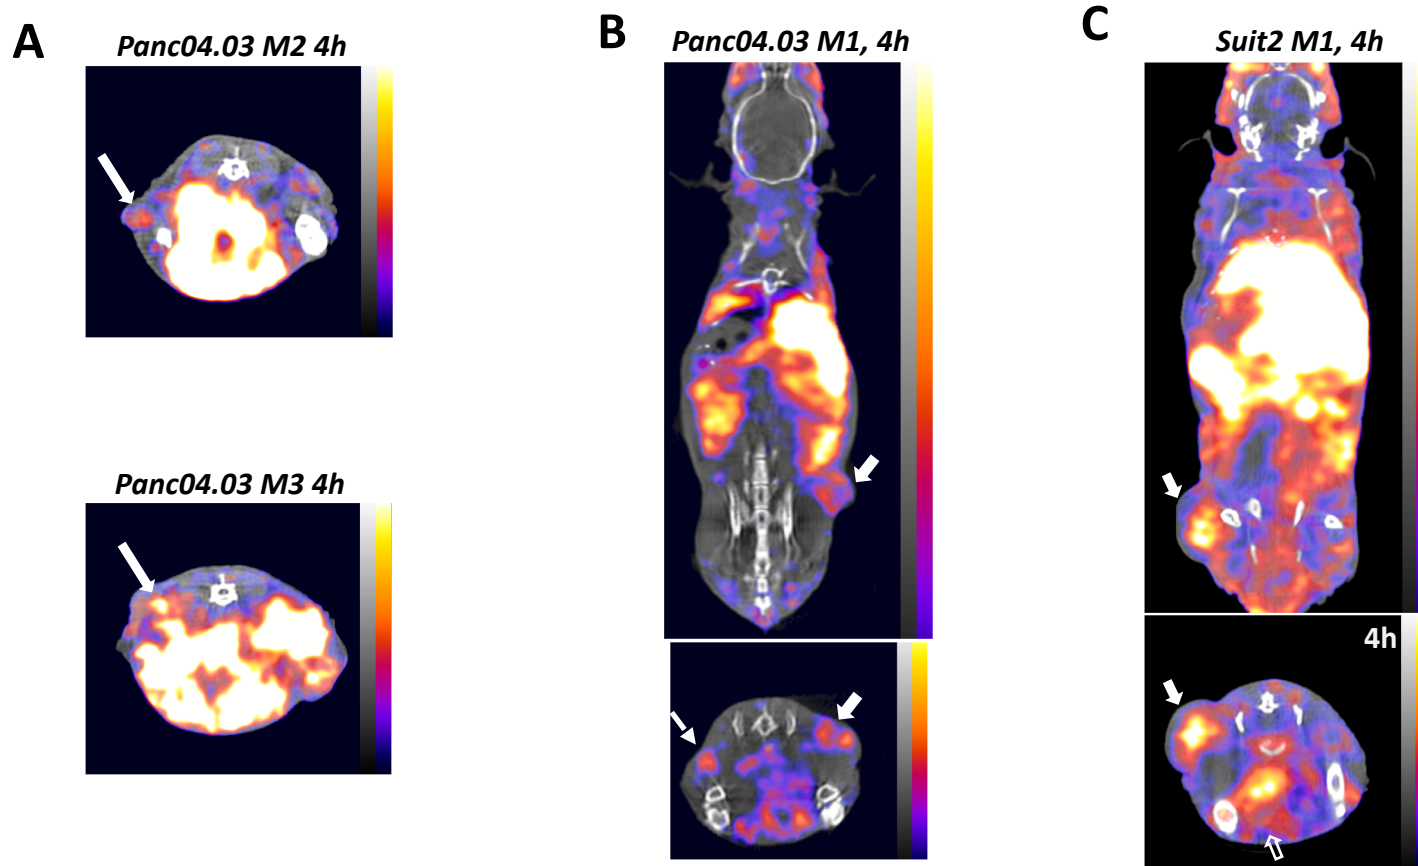 A
Panc04.03 M2 4h
Panc04.03 M3 4h
B
Panc04.03 M1, 4h
C
Suit2 M1, 4h
4h